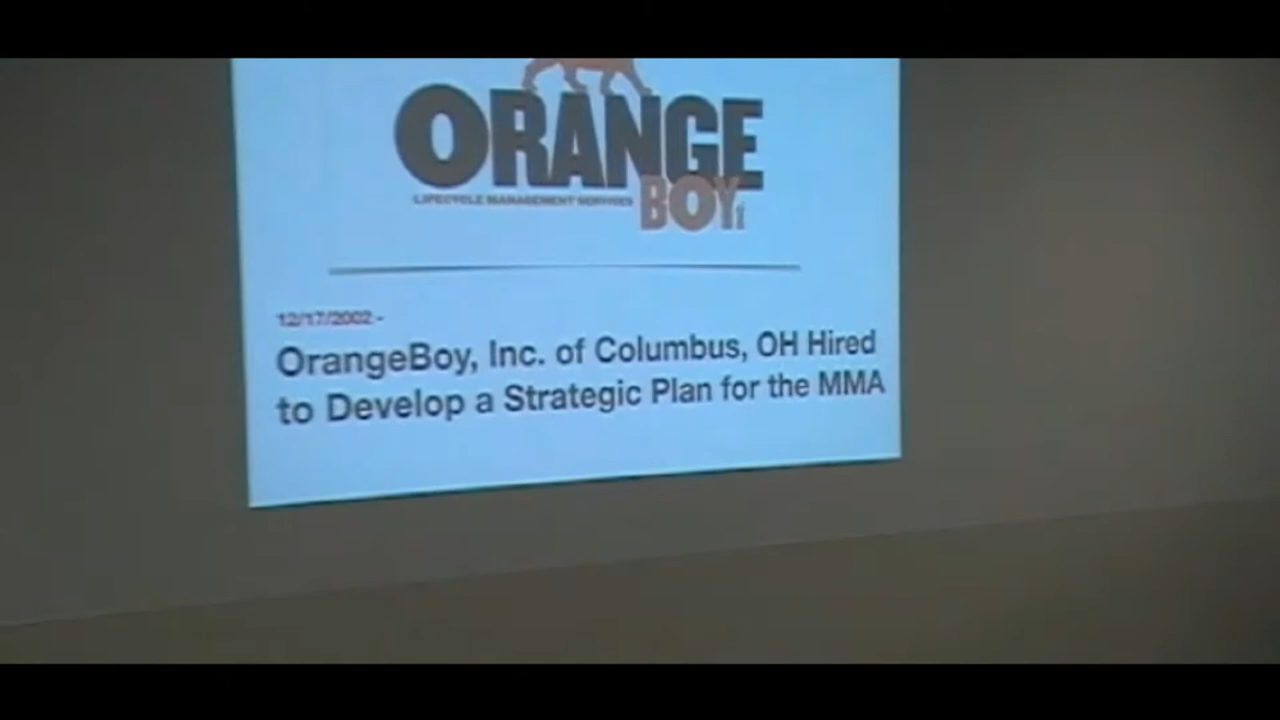 ORANGE
BOY
LIFECYCLE MANAGEMENT SERVICES
12/17/2002 -
OrangeBoy, Inc. of Columbus, OH Hired
to Develop a Strategic Plan for the MMA